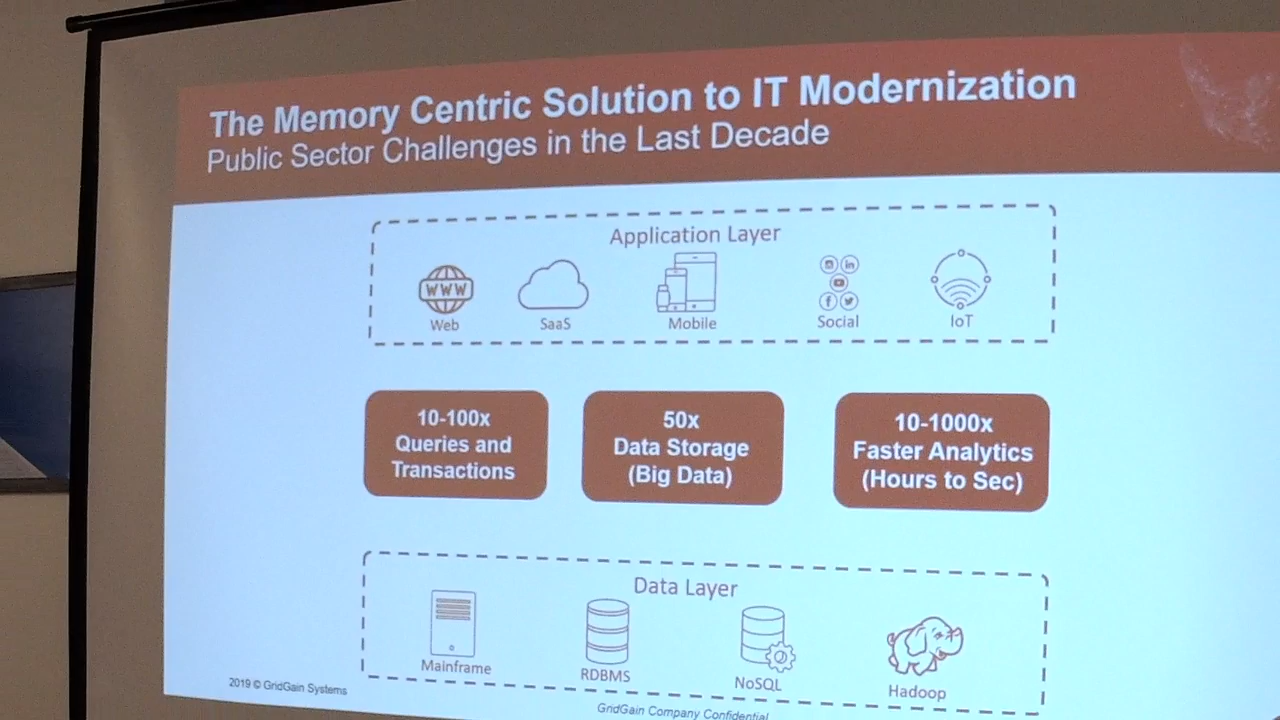 The Memory Centric Solution to IT Modernization
Public Sector Challenges in the Last Decade
Application Layer
WWW
Web
SaaS
Mobile
Social
IoT
10-100x
Queries and
Transactions
50x
Data Storage
(Big Data)
10-1000x
Faster Analytics
(Hours to Sec)
Data Layer
Mainframe
RDBMS
NoSQL
Hadoop
2019 © GridGain Systems
GridGain Company Confidential